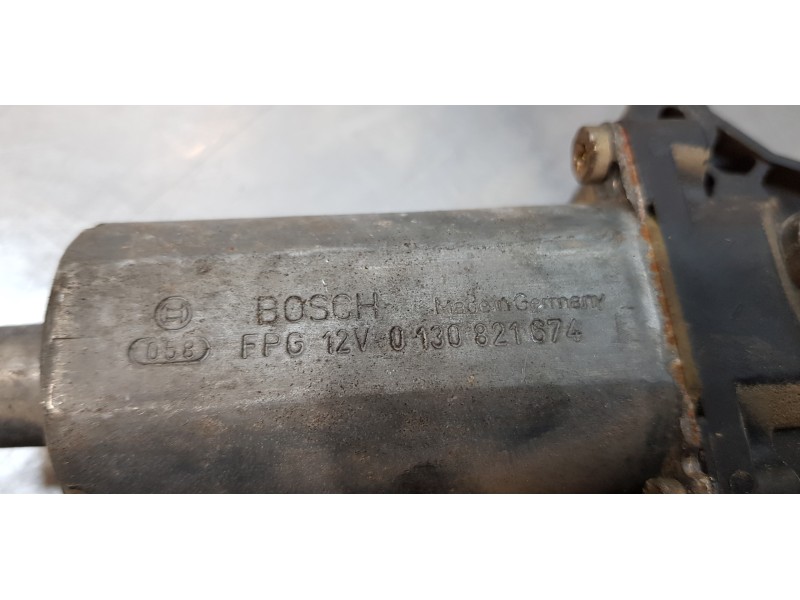 BOSCH Made in Germany
058 FPG 12V 0 130 821 674